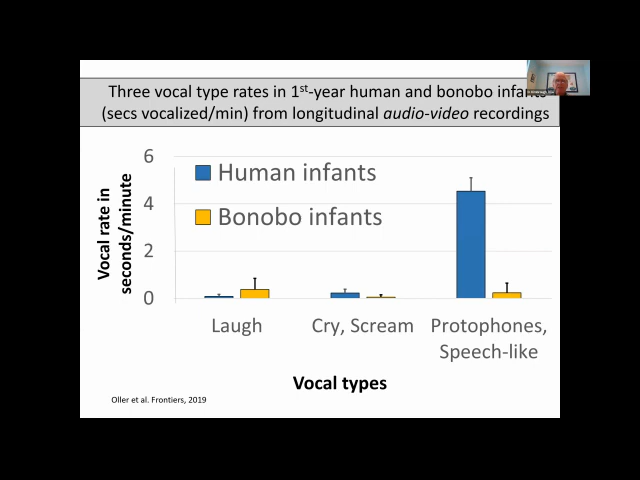 Three vocal type rates in 1st-year human and bonobo infants
(secs vocalized/min) from longitudinal audio-video recordings
Vocal rate in
seconds/minute
6
4
2
0
Human infants
Bonobo infants
Laugh
Cry, Scream
Protophones,
Speech-like
Vocal types
Oller et al. Frontiers, 2019